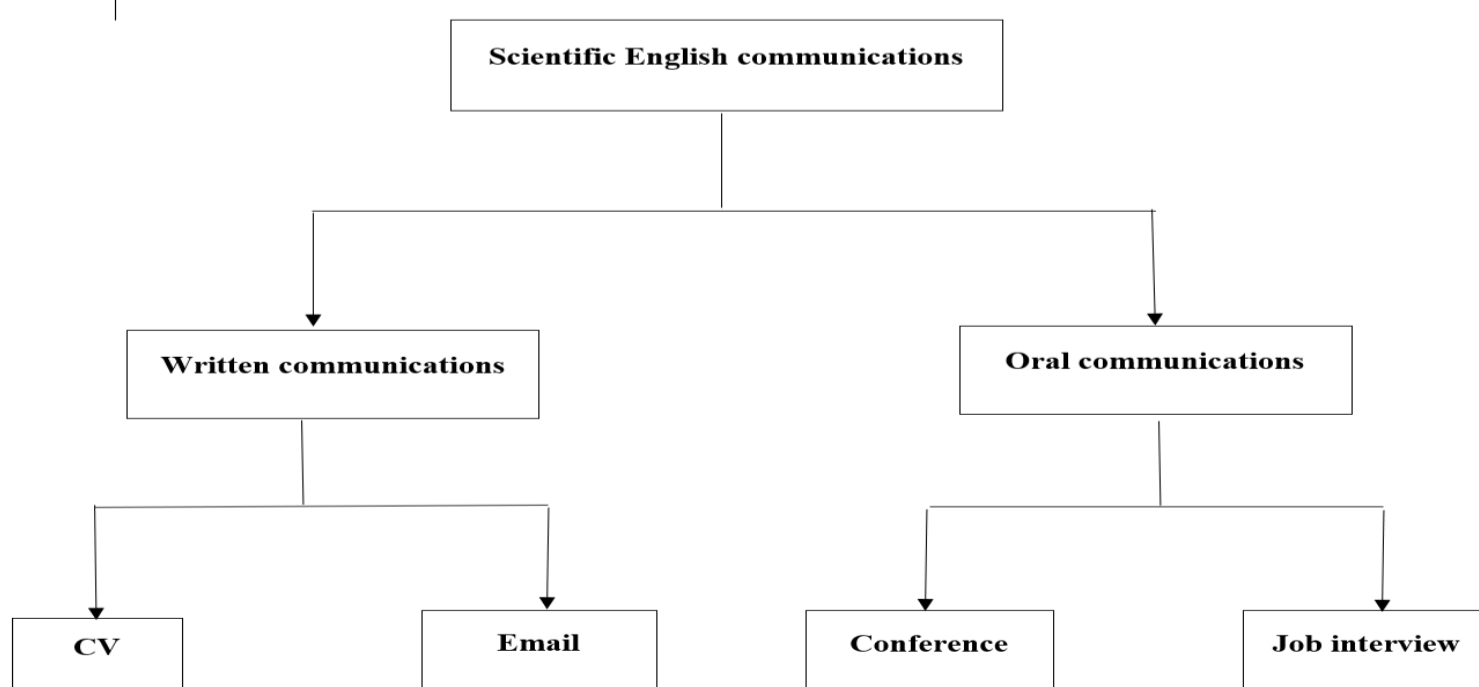 Scientific English communications
Written communications
Oral communications
CV
Email
Conference
Job interview